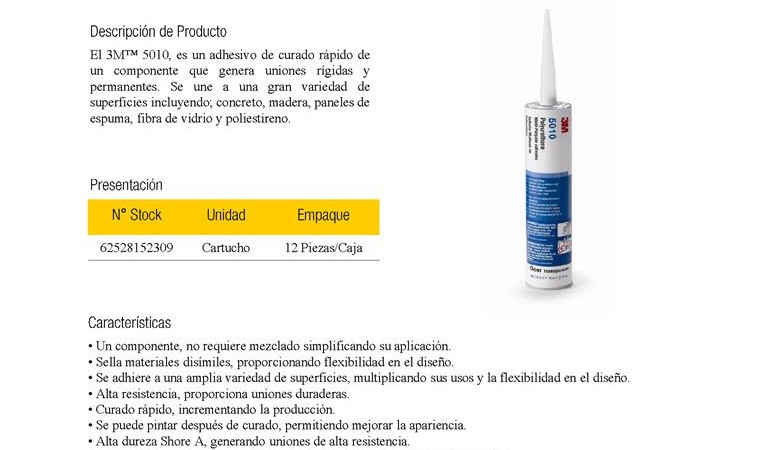 Descripción de Producto
El 3M™ 5010, es un adhesivo de curado rápido de
un componente que genera uniones rígidas y
permanentes. Se une a una gran variedad de
superficies incluyendo; concreto, madera, paneles de
espuma, fibra de vidrio y poliestireno.
3M
5010
Polyurethane
Presentación
N° Stock Unidad Empaque
62528152309 Cartucho 12 Piezas/Caja
Clear
Características
• Un componente, no requiere mezclado simplificando su aplicación.
• Sella materiales disímiles, proporcionando flexibilidad en el diseño.
• Se adhiere a una amplia variedad de superficies, multiplicando sus usos y la flexibilidad en el diseño.
• Alta resistencia, proporciona uniones duraderas.
• Curado rápido, incrementando la producción.
• Se puede pintar después de curado, permitiendo mejorar la apariencia.
• Alta dureza Shore A, generando uniones de alta resistencia.